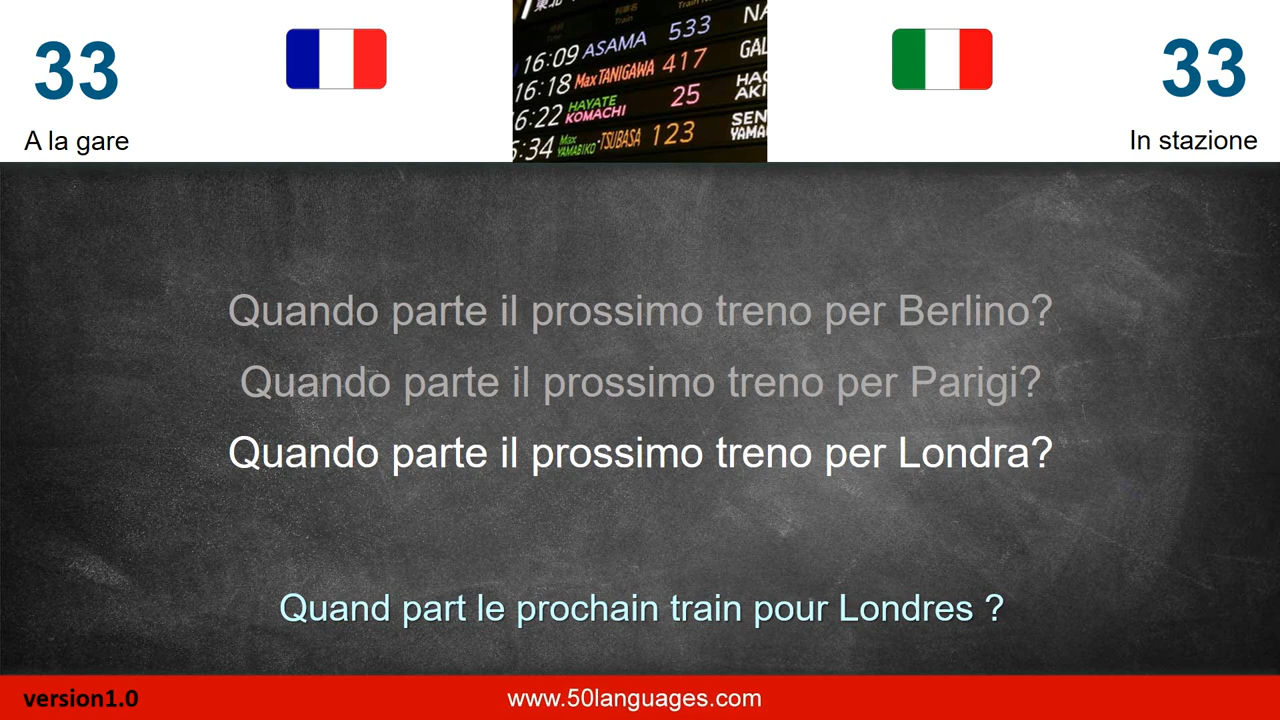 33
33
A la gare
In stazione
16:09 ASAMA 533
16:18 Max TANIGAWA 417
6:22 HAYATE KOMACHI 25
:34 Max YAMABIKO·TSUBASA 123
Quando parte il prossimo treno per Berlino?
Quando parte il prossimo treno per Parigi?
Quando parte il prossimo treno per Londra?
Quand part le prochain train pour Londres ?
version1.0
www.50languages.com